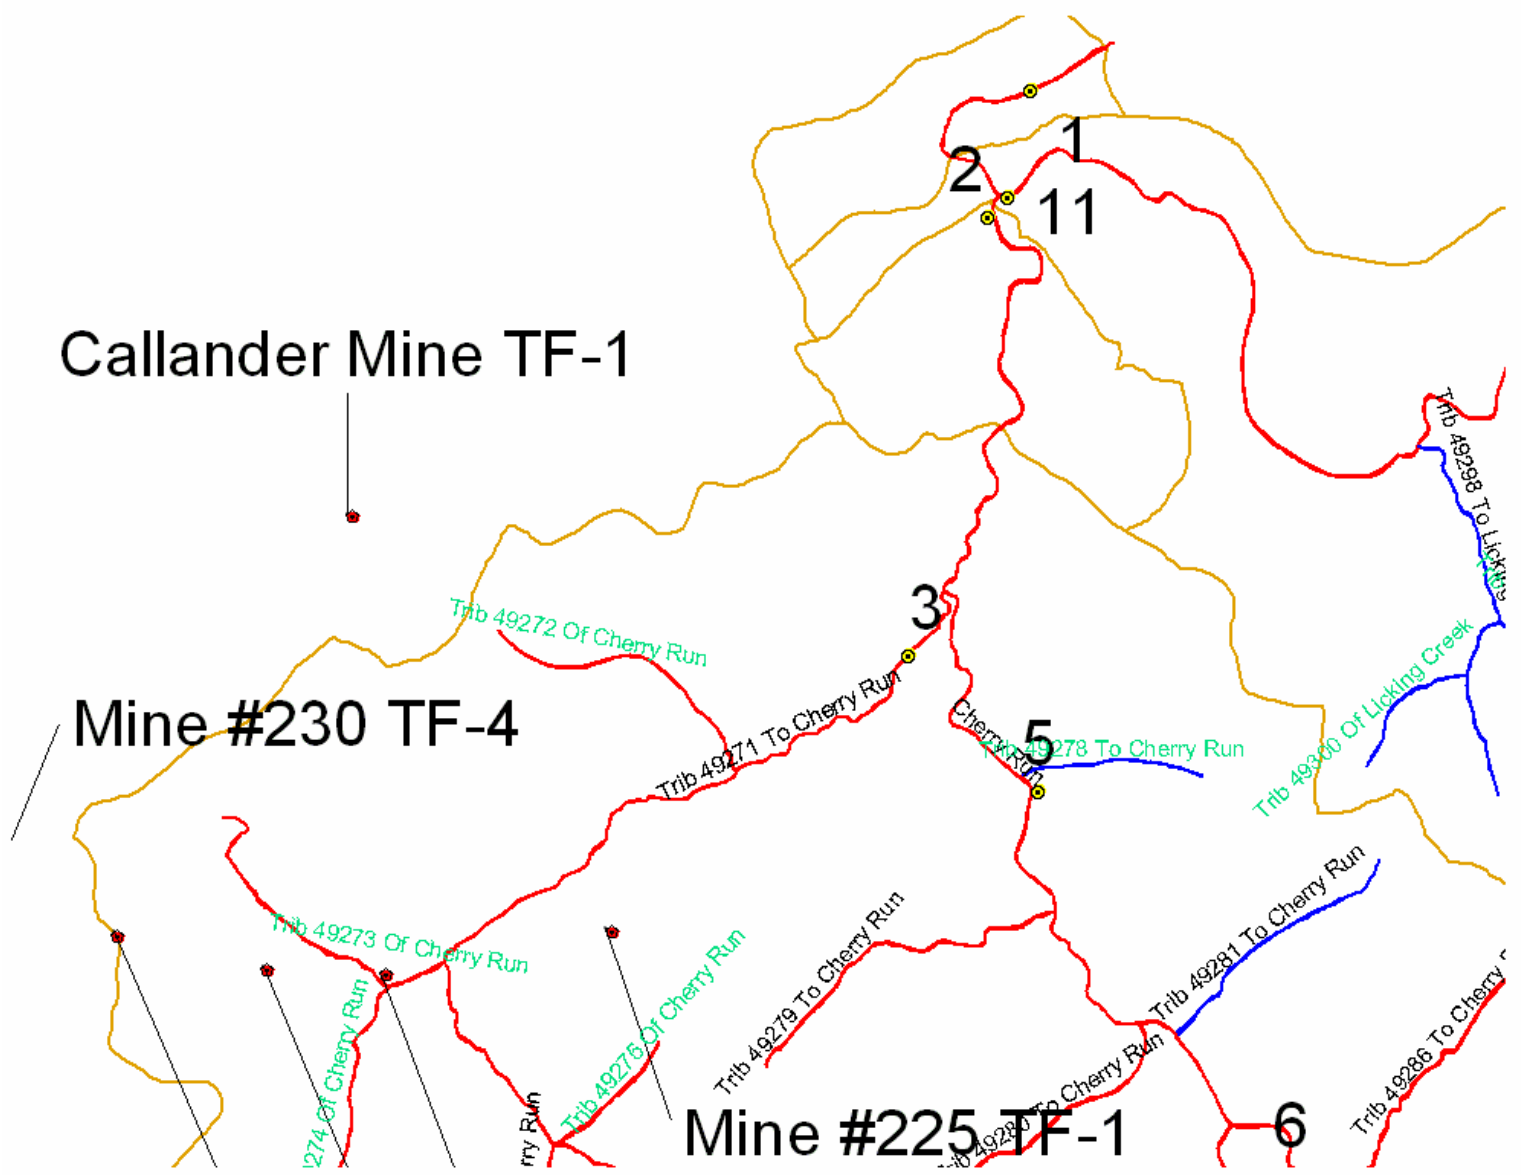 1
2
11
Callander Mine TF-1
Trib 49298 To Licking
3
Trib 49272 Of Cherry Run
Trib 49300 Of Licking Creek
Mine #230 TF-4
Trib 49271 To Cherry Run
Cherry Run
5
Trib 49278 To Cherry Run
Trib 49273 Of Cherry Run
Trib 49279 To Cherry Run
Trib 49281 To Cherry Run
Of Cherry Run
Trib 49286 To Cherry
49280 To Cherry Run
Run
Mine #225 TF-1
6